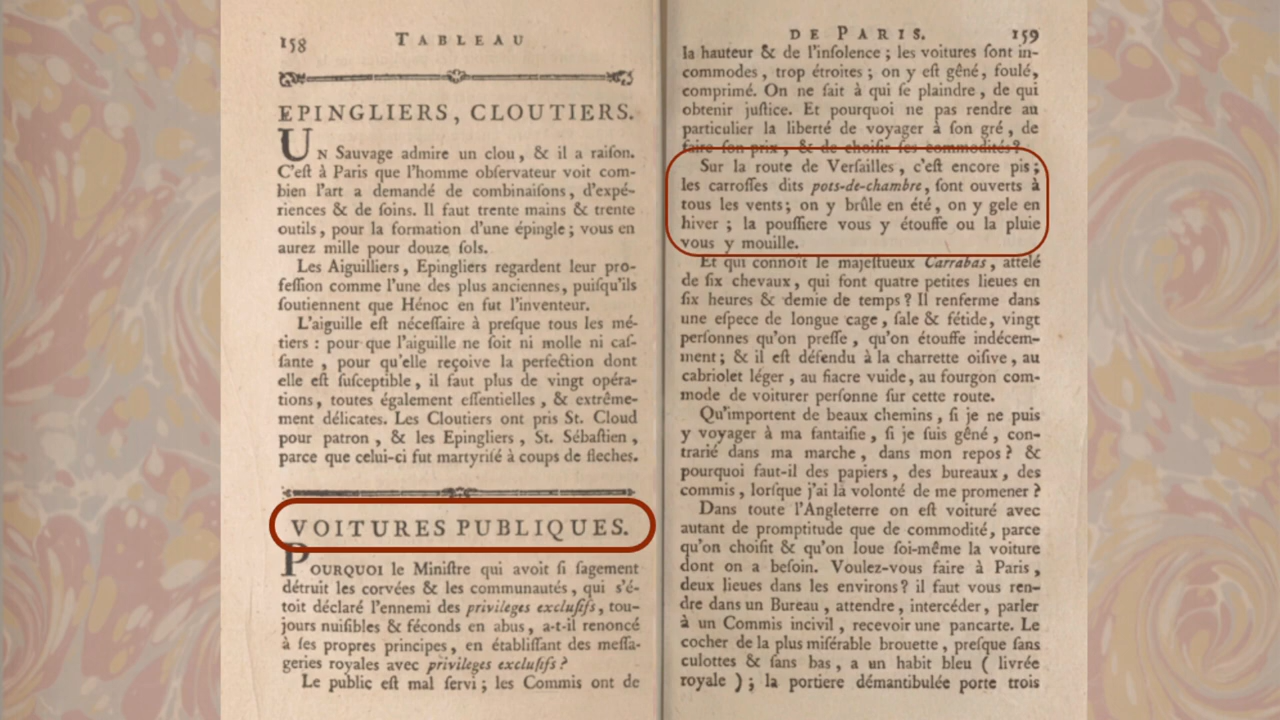 158 TABLEAU
EPINGLIERS, CLOUTIERS.
UN Sauvage admire un clou, & il a raiſon.
C'eſt à Paris que l'homme obſervateur voit com-
bien l'art a demandé de combinaiſons, d'expé-
riences & de ſoins. Il faut trente mains & trente
outils, pour la formation d'une épingle; vous en
aurez mille pour douze ſols.
Les Aiguilliers, Epingliers regardent leur pro-
feſſion comme l'une des plus anciennes, puiſqu'ils
ſoutiennent que Hénoc en fut l'inventeur.
L'aiguille eſt néceſſaire à preſque tous les mé-
tiers : pour que l'aiguille ne ſoit ni molle ni caſ-
ſante, pour qu'elle reçoive la perfection dont
elle eſt ſuſceptible, il faut plus de vingt opéra-
tions, toutes également eſſentielles, & extrême-
ment délicates. Les Cloutiers ont pris St. Cloud
pour patron, & les Epingliers, St. Sébaſtien,
parce que celui-ci fut martyriſé à coups de fleches.
VOITURES PUBLIQUES.
POURQUOI le Miniſtre qui avoit ſi ſagement
détruit les corvées & les communautés, qui s'é-
toit déclaré l'ennemi des privileges excluſifs, tou-
jours nuiſibles & féconds en abus, a-t-il renoncé
à ſes propres principes, en établiſſant des meſſa-
geries royales avec privileges excluſifs ?
Le public eſt mal ſervi; les Commis ont de
DE PARIS. 159
la hauteur & de l'inſolence; les voitures ſont in-
commodes, trop étroites; on y eſt gêné, foulé,
comprimé. On ne ſait à qui ſe plaindre, de qui
obtenir juſtice. Et pourquoi ne pas rendre au
particulier la liberté de voyager à ſon gré, de
faire ſon prix, & de choiſir ſes commodités ?
Sur la route de Verſailles, c'eſt encore pis;
les carroſſes dits pots-de-chambre, ſont ouverts à
tous les vents; on y brûle en été, on y gele en
hiver; la pouſſiere vous y étouffe ou la pluie
vous y mouille.
Et qui connoît le majeſtueux Carrabas, attelé
de ſix chevaux, qui font quatre petites lieues en
ſix heures & demie de temps ? Il renferme dans
une eſpece de longue cage, ſale & fétide, vingt
perſonnes qu'on preſſe, qu'on étouffe indécem-
ment; & il eſt défendu à la charrette oiſive, au
cabriolet léger, au fiacre vuide, au fourgon com-
mode de voiturer perſonne ſur cette route.
Qu'importent de beaux chemins, ſi je ne puis
y voyager à ma fantaiſie, ſi je ſuis gêné, con-
trarié dans ma marche, dans mon repos ? &
pourquoi faut-il des papiers, des bureaux, des
commis, lorſque j'ai la volonté de me promener ?
Dans toute l'Angleterre on eſt voituré avec
autant de promptitude que de commodité, parce
qu'on choiſit & qu'on loue ſoi-même la voiture
dont on a beſoin. Voulez-vous faire à Paris,
deux lieues dans les environs ? il faut vous ren-
dre dans un Bureau, attendre, intercéder, parler
à un Commis incivil, recevoir une pancarte. Le
cocher de la plus miſérable brouette, preſque ſans
culottes & ſans bas, a un habit bleu ( livrée
royale ); la portiere démantibulée porte trois